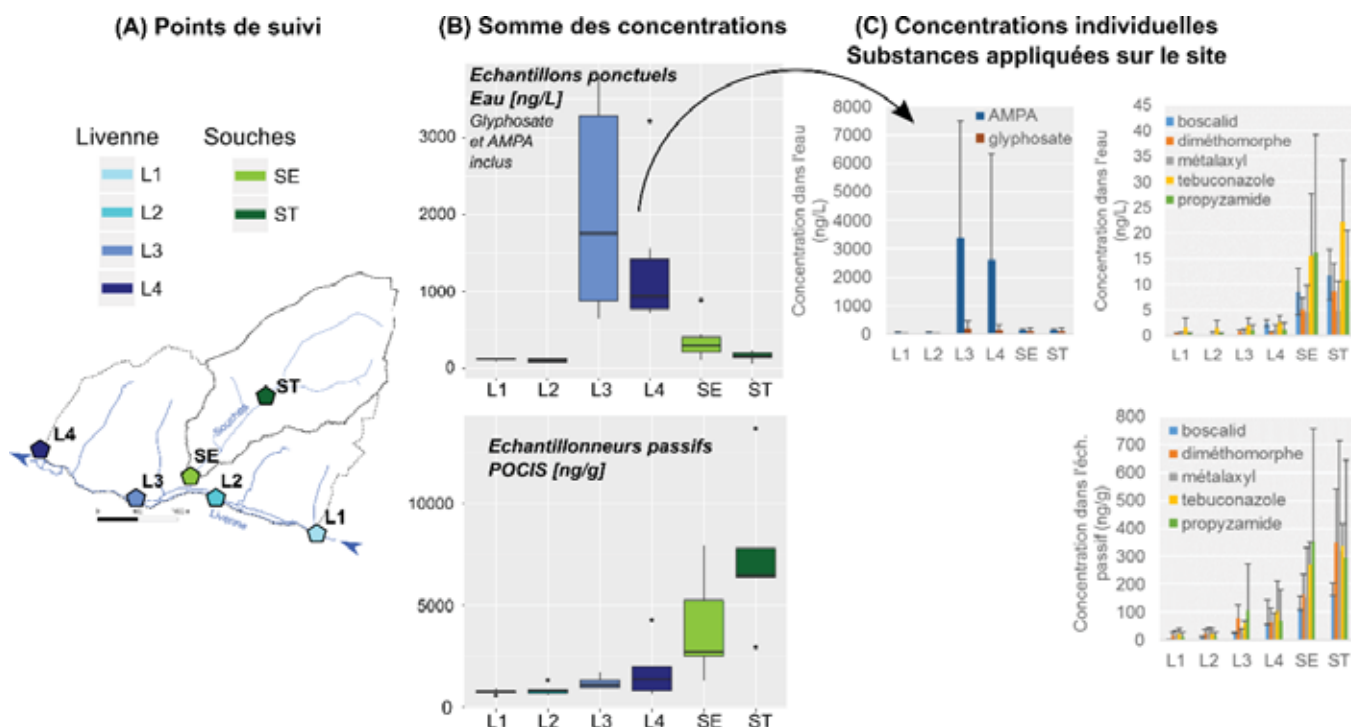 (A) Points de suivi
Livenne
Souches
L1
SE
L2
ST
L3
L4
ST
Souches
L4
SE
L3
L2
Livenne
L1
(B) Somme des concentrations
Echantillons ponctuels
Eau [ng/L]
Glyphosate
et AMPA
inclus
3000
2000
1000
0
L1 L2 L3 L4 SE ST
Echantillonneurs passifs
POCIS [ng/g]
10000
5000
0
L1 L2 L3 L4 SE ST
(C) Concentrations individuelles
Substances appliquées sur le site
Concentration dans l'eau
(ng/L)
8000
7000
6000
5000
4000
3000
2000
1000
0
AMPA
glyphosate
L1 L2 L3 L4 SE ST
Concentration dans l'eau
(ng/L)
45
40
35
30
25
20
15
10
5
0
boscalid
diméthomorphe
métalaxyl
tebuconazole
propyzamide
L1 L2 L3 L4 SE ST
Concentration dans l'éch.
passif (ng/g)
800
700
600
500
400
300
200
100
0
boscalid
diméthomorphe
métalaxyl
tebuconazole
propyzamide
L1 L2 L3 L4 SE ST